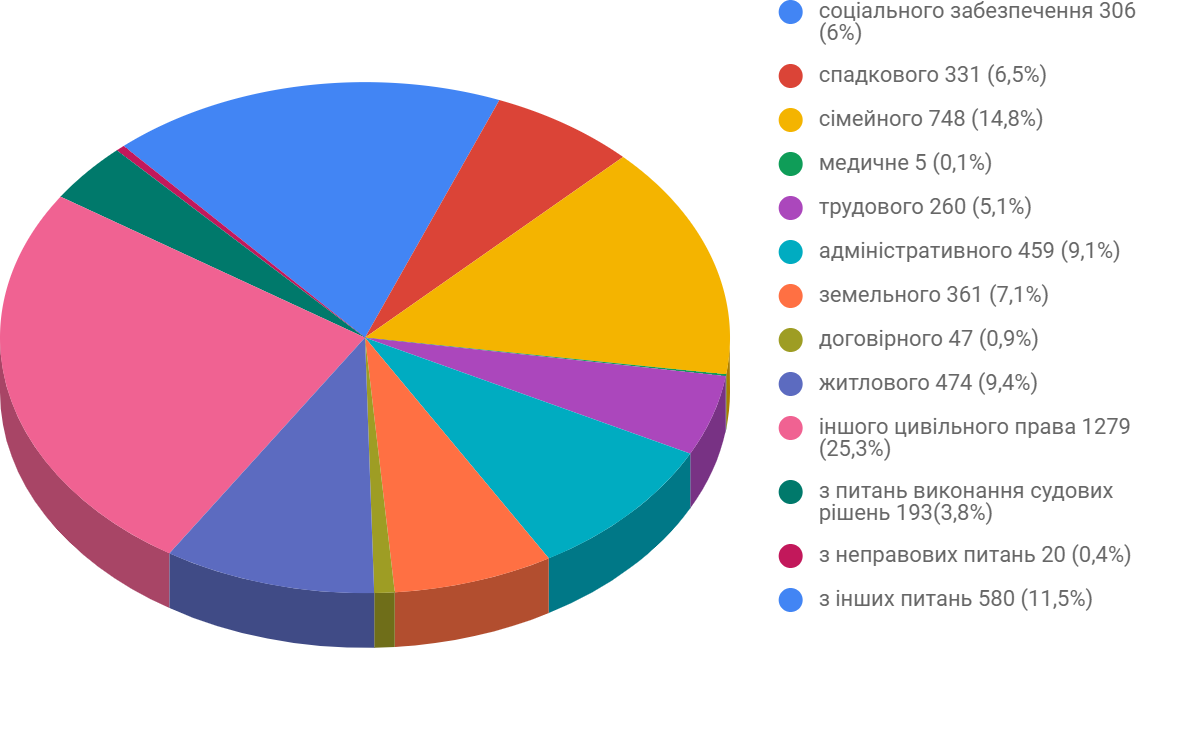 соціального забезпечення 306
(6%)
спадкового 331 (6,5%)
сімейного 748 (14,8%)
медичне 5 (0,1%)
трудового 260 (5,1%)
адміністративного 459 (9,1%)
земельного 361 (7,1%)
договірного 47 (0,9%)
житлового 474 (9,4%)
іншого цивільного права 1279
(25,3%)
з питань виконання судових
рішень 193(3,8%)
з неправових питань 20 (0,4%)
з інших питань 580 (11,5%)